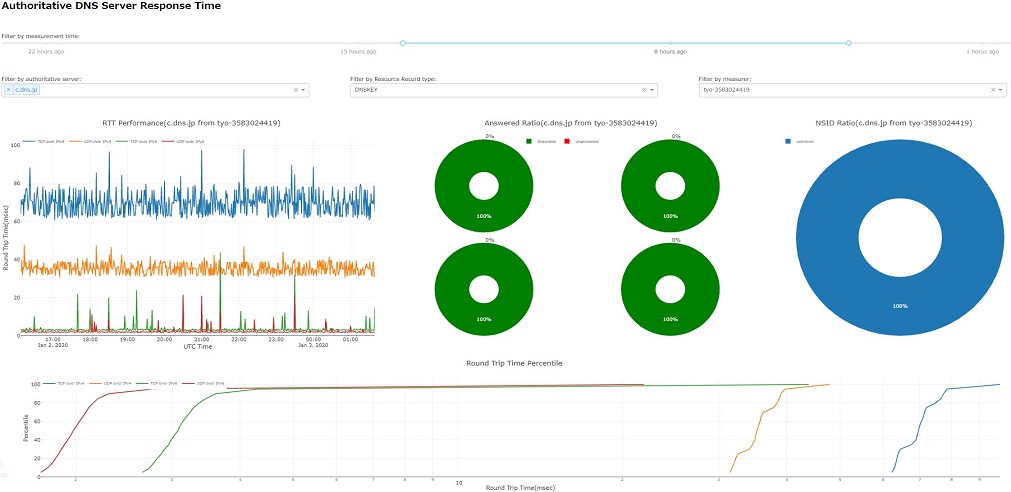 Authoritative DNS Server Response Time
Filter by measurement time:
22 hours ago 15 hours ago 8 hours ago 1 horus ago
Filter by authoritative server: Filter by Resource Record type: Filter by measurer:
× c.dns.jp DNSKEY tyo-3583024419
RTT Performance(c.dns.jp from tyo-3583024419) Answered Ratio(c.dns.jp from tyo-3583024419) NSID Ratio(c.dns.jp from tyo-3583024419)
TCP over IPv4 UDP over IPv4 TCP over IPv6 UDP over IPv6
0% 0%
Answered Unanswered
unknown
100% 100%
0% 0%
100% 100%
100%
Round Trip Time(msec)
100
80
60
40
20
0
17:00 18:00 19:00 20:00 21:00 22:00 23:00 00:00 01:00
Jan 2, 2020 Jan 3, 2020
UTC Time
Round Trip Time Percentile
TCP over IPv4 UDP over IPv4 TCP over IPv6 UDP over IPv6
Percentile
100
80
60
40
20
0
2 3 4 5 6 7 8 9 10 2 3 4 5 6 7 8 9
Round Trip Time(msec)